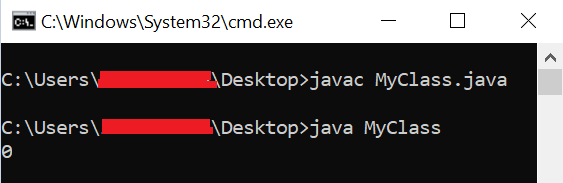 C:\Windows\System32\cmd.exe
C:\Users\ \Desktop>javac MyClass.java
C:\Users\ \Desktop>java MyClass
0